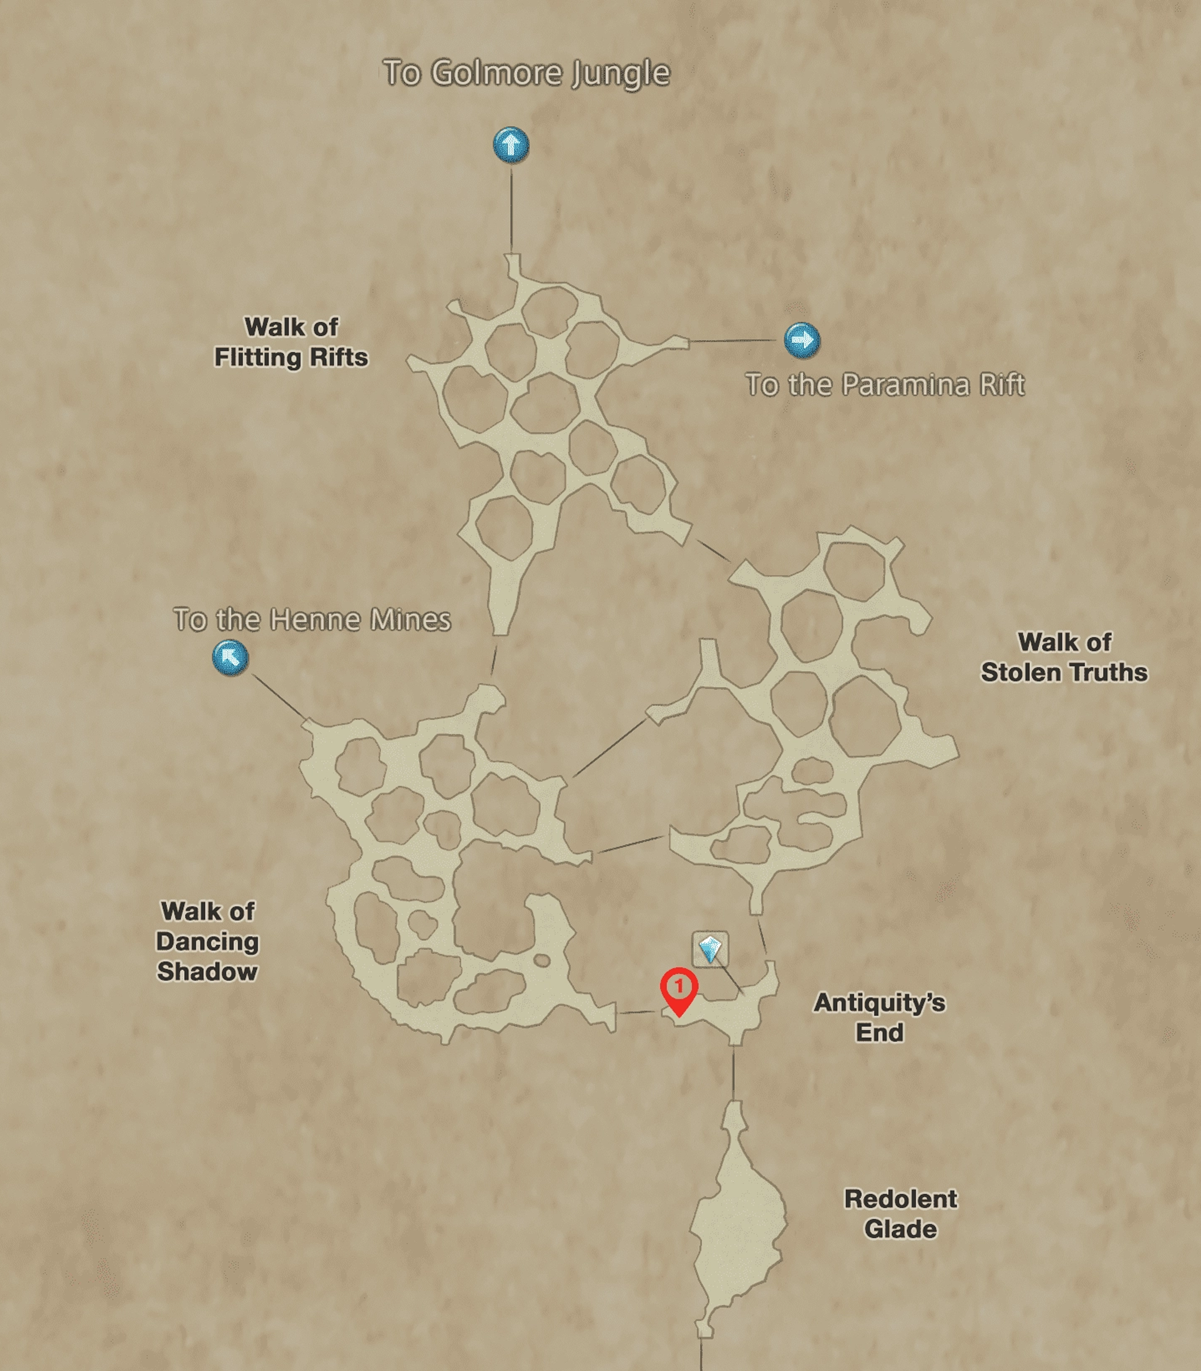 To Golmore Jungle
Walk of
Flitting Rifts
To the Paramina Rift
To the Henne Mines
Walk of
Stolen Truths
Walk of
Dancing
Shadow
1
Antiquity’s
End
Redolent
Glade